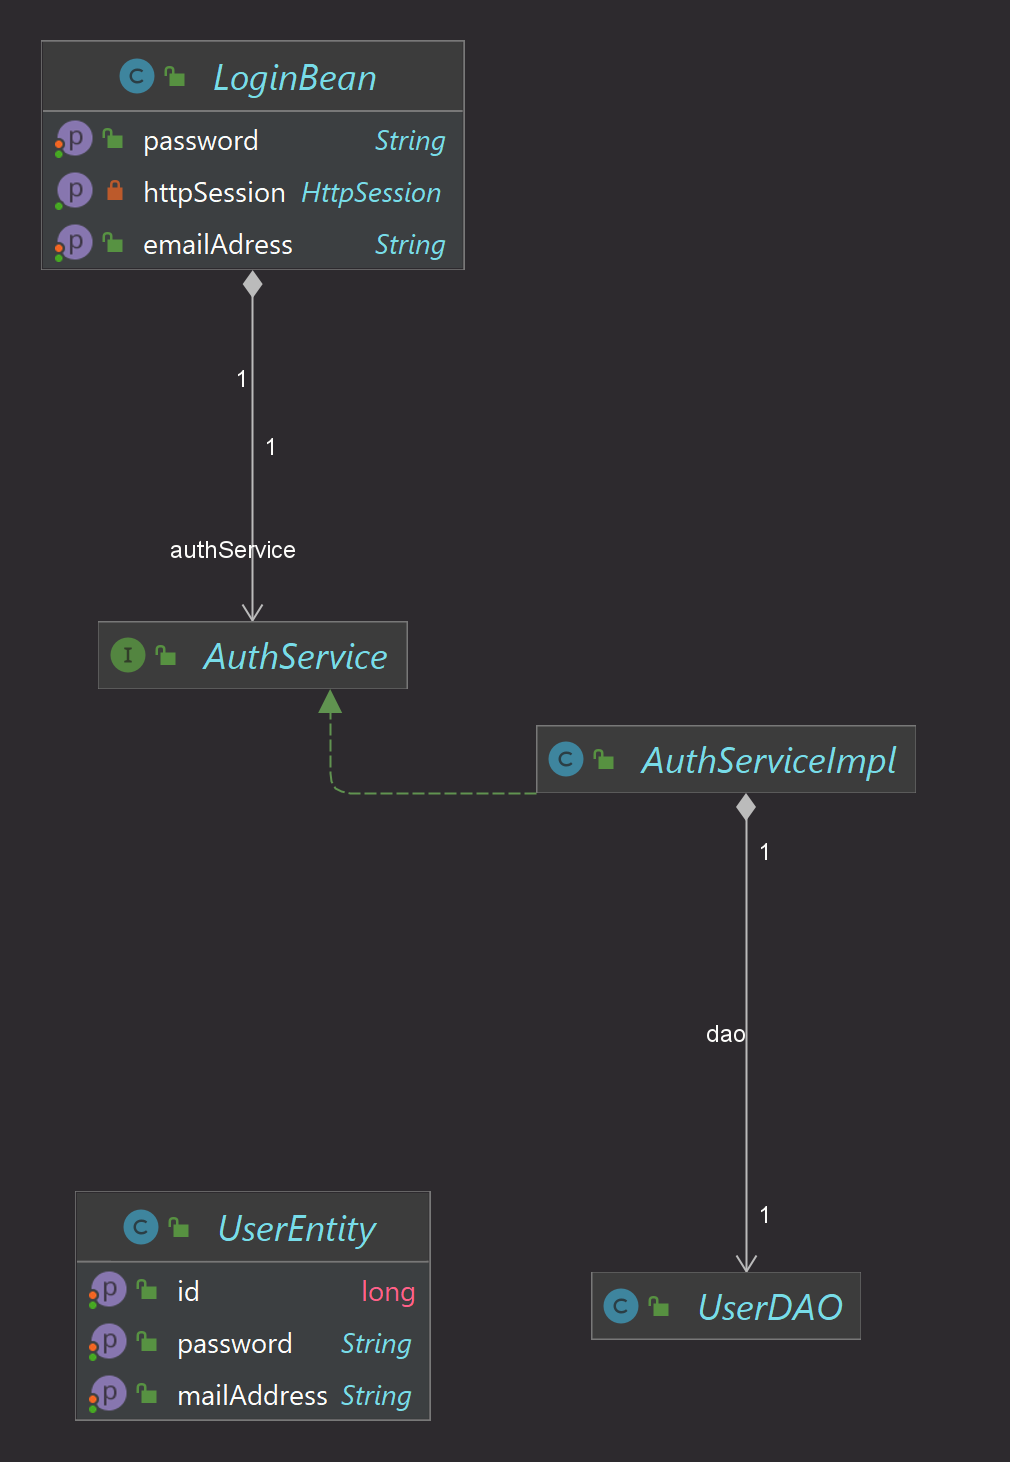 C LoginBean
p password String
p httpSession HttpSession
p emailAdress String
1
1
authService
I AuthService
C AuthServiceImpl
1
dao
1
C UserEntity
p id long
p password String
p mailAddress String
C UserDAO